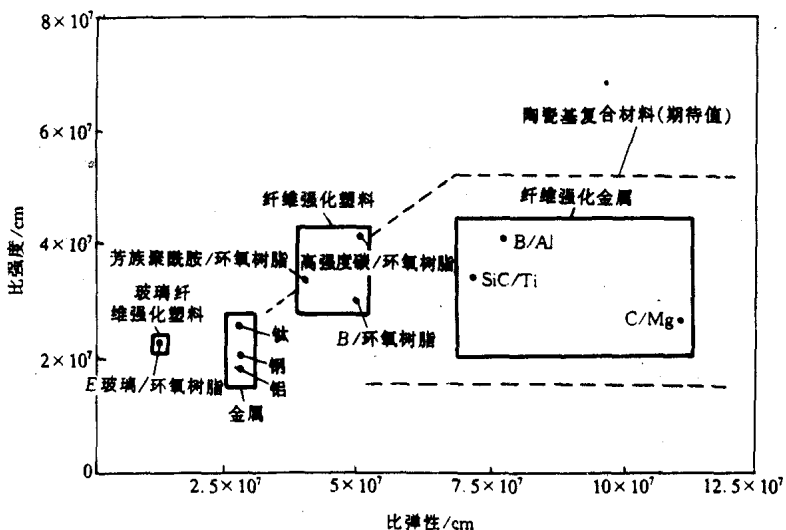 8×10⁷
6×10⁷
4×10⁷
2×10⁷
0
比强度/cm
陶瓷基复合材料(期待值)
纤维强化塑料
纤维强化金属
芳族聚酰胺/环氧树脂
高强度碳/环氧树脂
B/Al
SiC/Ti
C/Mg
玻璃纤
维强化塑料
B/环氧树脂
钛
钢
铝
E玻璃/环氧树脂
金属
2.5×10⁷
5×10⁷
7.5×10⁷
10×10⁷
12.5×10⁷
比弹性/cm